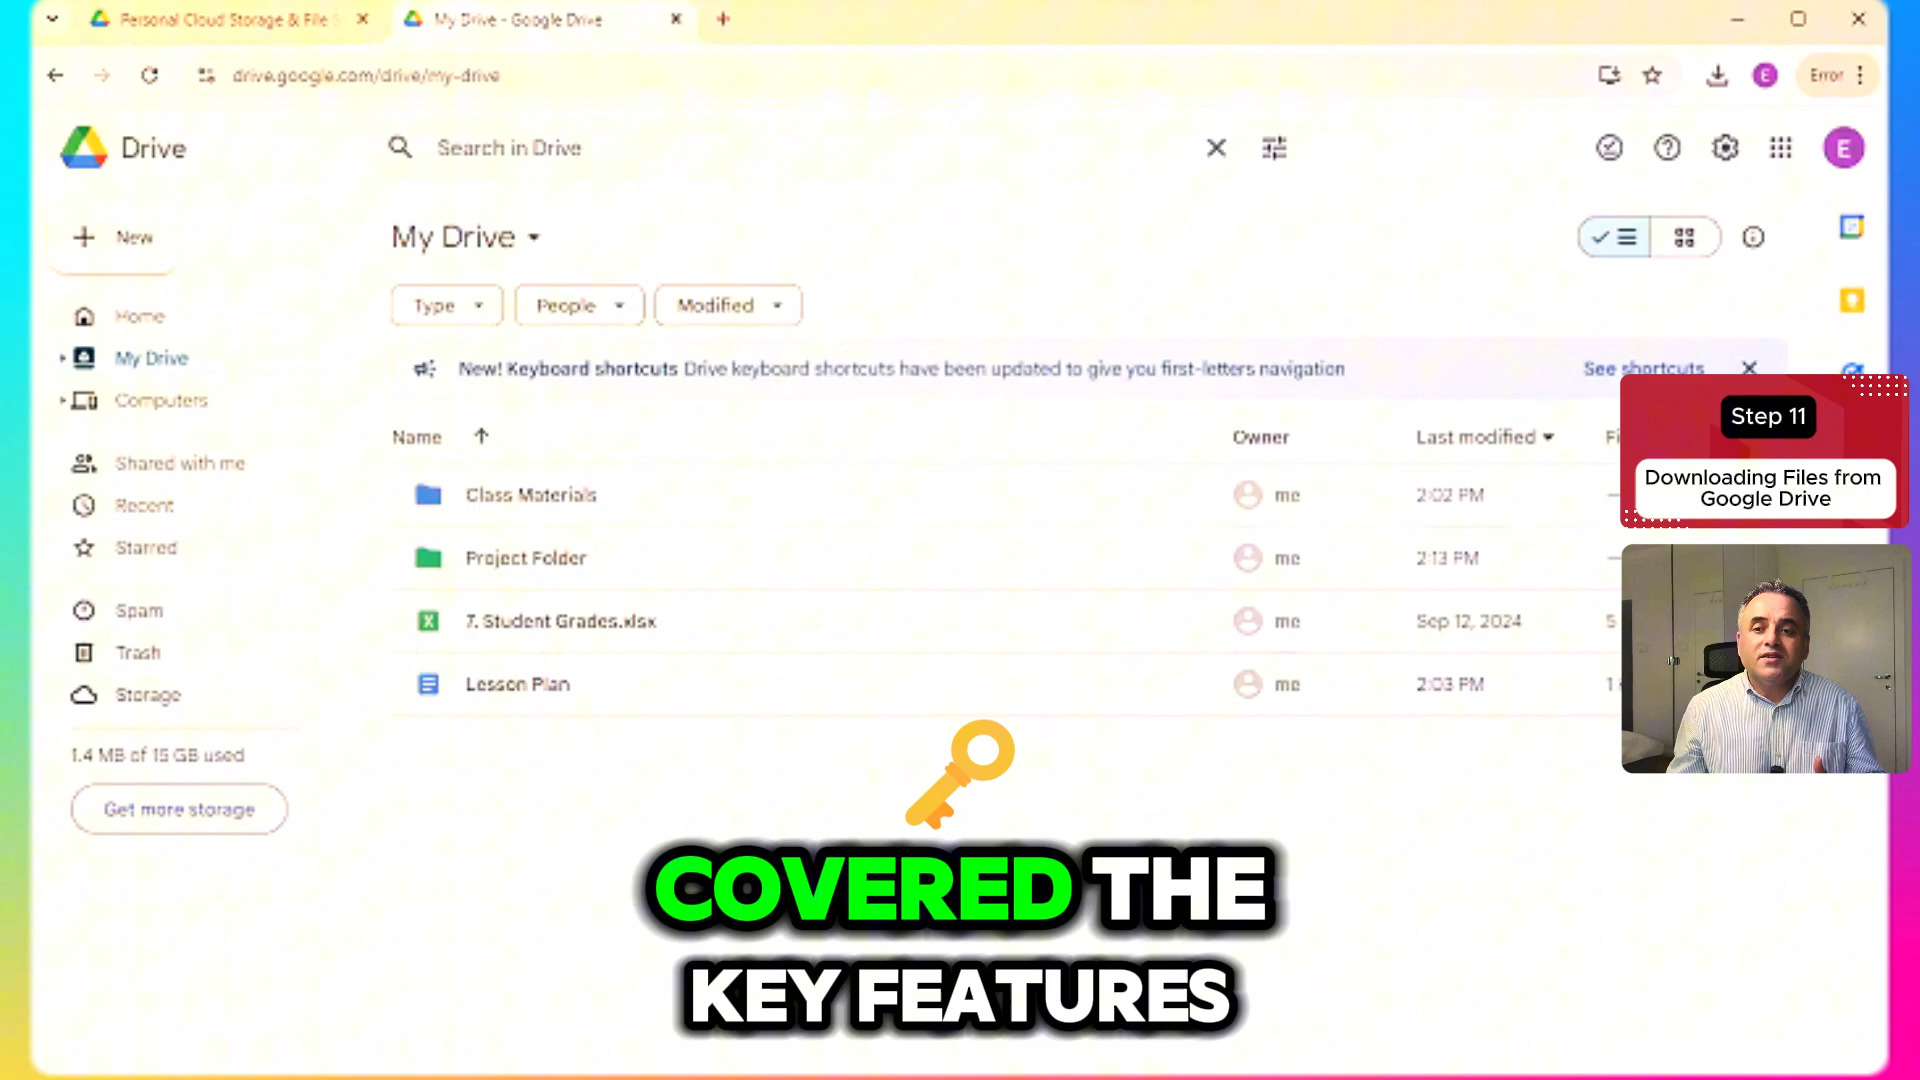 Personal Cloud Storage & File S
My Drive - Google Drive
drive.google.com/drive/my-drive
E
Error
Drive
Search in Drive
E
New
My Drive
Type
People
Modified
Home
My Drive
Computers
New! Keyboard shortcuts Drive keyboard shortcuts have been updated to give you first-letters navigation
See shortcuts
Name
Owner
Last modified
Fi
Step 11
Downloading Files from
Google Drive
Shared with me
Recent
Starred
Class Materials
me
2:02 PM
Project Folder
me
2:13 PM
7. Student Grades.xlsx
me
Sep 12, 2024
5
Lesson Plan
me
2:03 PM
1
Spam
Trash
Storage
1.4 MB of 15 GB used
Get more storage
COVERED THE
KEY FEATURES